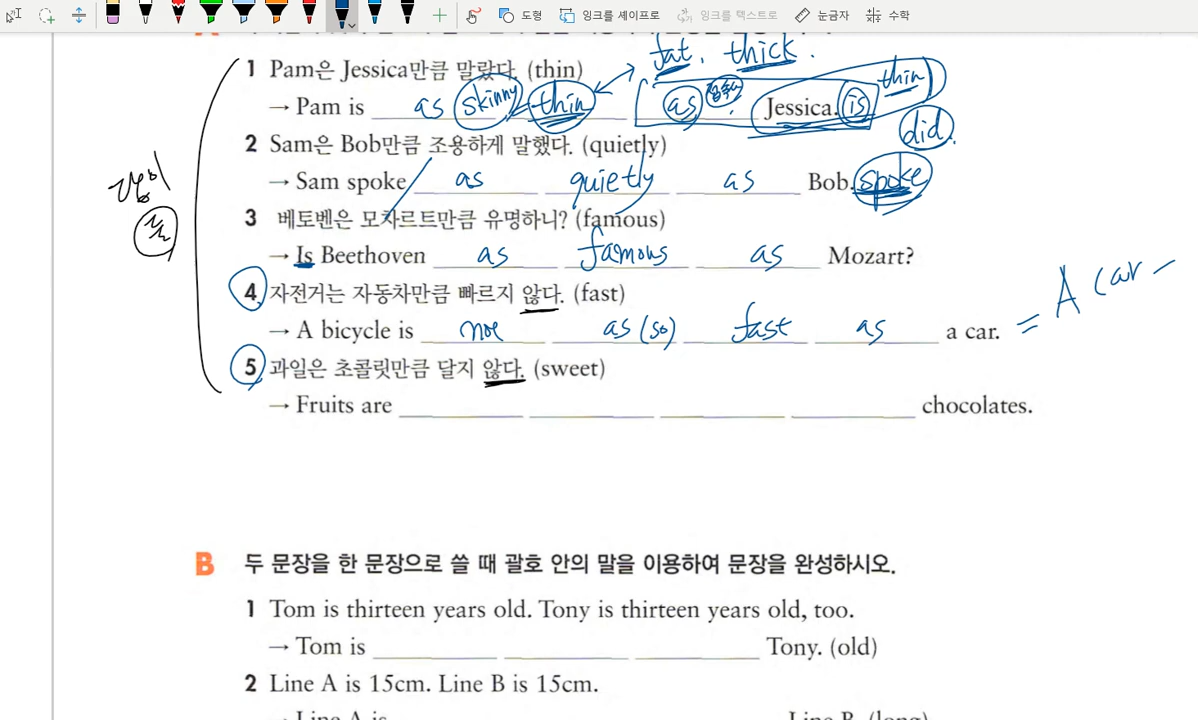 도형 잉크를 셰이프로 잉크를 텍스트로 눈금자 수학
fat, thick.
1 Pam은 Jessica만큼 말랐다. (thin)
→ Pam is as skinny thin as 접속사 Jessica. is thin
did.
2 Sam은 Bob만큼 조용하게 말했다. (quietly)
→ Sam spoke as quietly as Bob. spoke
3 베토벤은 모차르트만큼 유명하니? (famous)
→ Is Beethoven as famous as Mozart?
4 자전거는 자동차만큼 빠르지 않다. (fast)
→ A bicycle is not as (so) fast as a car. = A car
5 과일은 초콜릿만큼 달지 않다. (sweet)
→ Fruits are chocolates.
B 두 문장을 한 문장으로 쓸 때 괄호 안의 말을 이용하여 문장을 완성하시오.
1 Tom is thirteen years old. Tony is thirteen years old, too.
→ Tom is Tony. (old)
2 Line A is 15cm. Line B is 15cm.
→ Line A is Line B. (long)